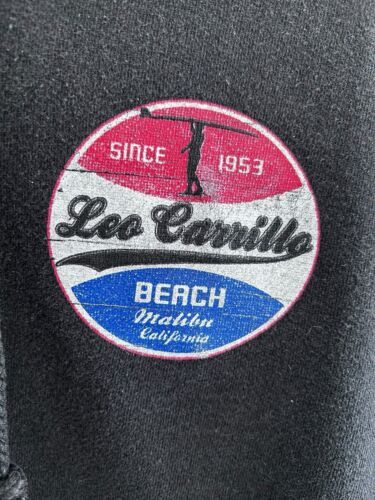 SINCE 1953
Leo Carrillo
BEACH
Malibu
California